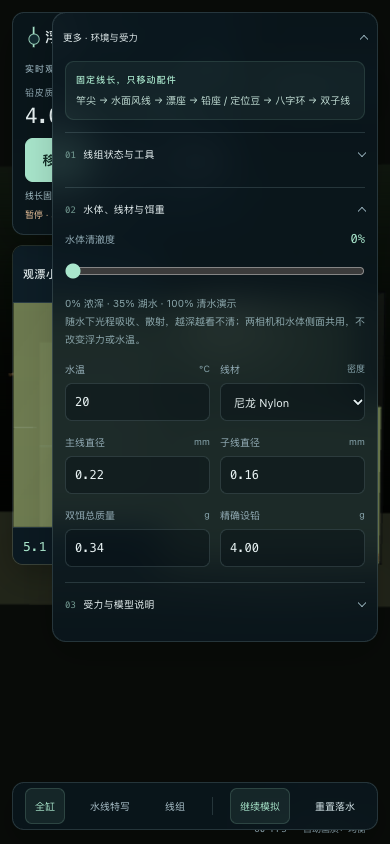 更多 · 环境与受力
固定线长，只移动配件
竿尖 → 水面风线 → 漂座 → 铅座 / 定位豆 → 八字环 → 双子线
01 线组状态与工具
02 水体、线材与饵重
水体清澈度 0%
0% 浓浑 · 35% 湖水 · 100% 清水演示
随水下光程吸收、散射，越深越看不清；两相机和水体侧面共用，不
改变浮力或水温。
水温 °C 线材 密度
20 尼龙 Nylon
主线直径 mm 子线直径 mm
0.22 0.16
双饵总质量 g 精确设铅 g
0.34 4.00
03 受力与模型说明
实时观
铅皮质
线长固
暂停 ·
观漂
5.1
全缸 水线特写 线组 继续模拟 重置落水